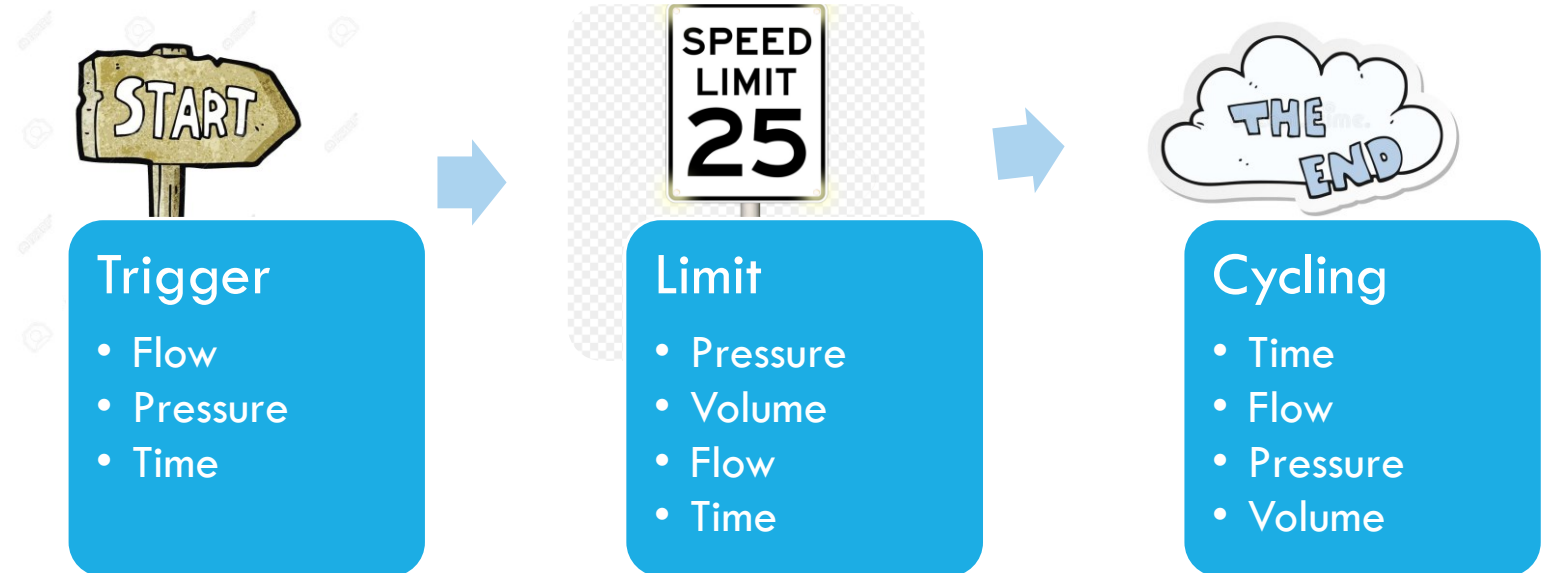 START
SPEED
LIMIT
25
THE
END
Trigger
• Flow
• Pressure
• Time
Limit
• Pressure
• Volume
• Flow
• Time
Cycling
• Time
• Flow
• Pressure
• Volume